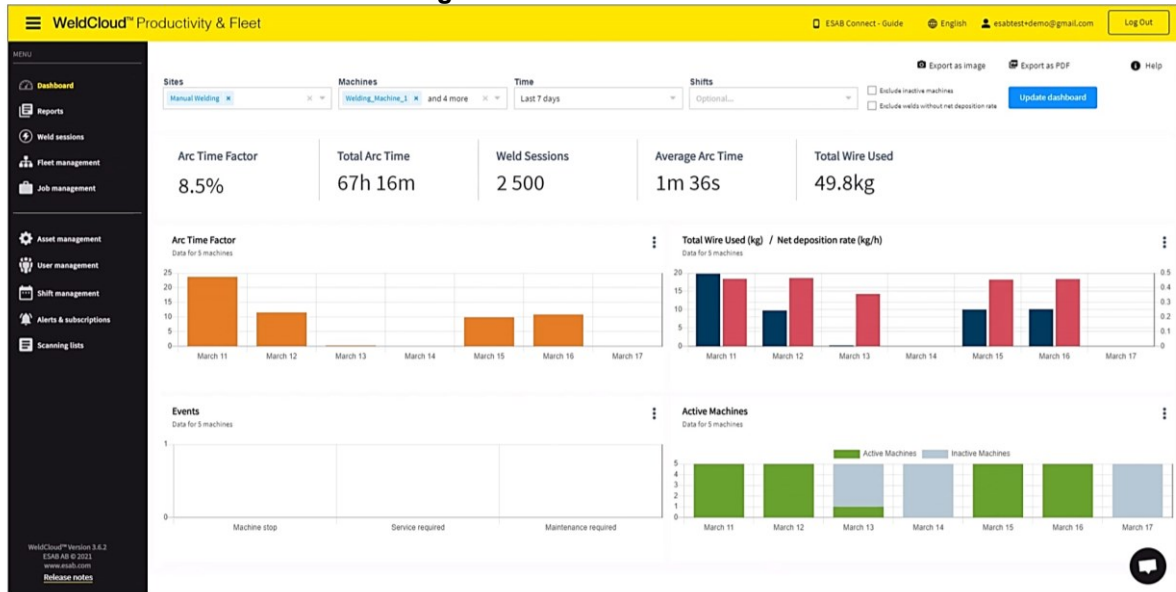 WeldCloud™ Productivity & Fleet
ESAB Connect - Guide
English
esabtest+demo@gmail.com
Log Out
MENU
Dashboard
Reports
Weld sessions
Fleet management
Job management
Asset management
User management
Shift management
Alerts & subscriptions
Scanning lists
WeldCloud™ Version 3.6.2
ESAB AB © 2021
www.esab.com
Release notes
Export as image
Export as PDF
Help
Sites
Manual Welding ×
Machines
Welding_Machine_1 × and 4 more
Time
Last 7 days
Shifts
Optional...
Exclude inactive machines
Exclude welds without net deposition rate
Update dashboard
Arc Time Factor
8.5%
Total Arc Time
67h 16m
Weld Sessions
2 500
Average Arc Time
1m 36s
Total Wire Used
49.8kg
Arc Time Factor
Data for 5 machines
25
20
15
10
5
0
March 11 March 12 March 13 March 14 March 15 March 16 March 17
Total Wire Used (kg) / Net deposition rate (kg/h)
Data for 5 machines
20
15
10
5
0
0.5
0.4
0.3
0.2
0.1
0
March 11 March 12 March 13 March 14 March 15 March 16 March 17
Events
Data for 5 machines
1
0
Machine stop Service required Maintenance required
Active Machines
Data for 5 machines
Active Machines Inactive Machines
5
4
3
2
1
0
March 11 March 12 March 13 March 14 March 15 March 16 March 17